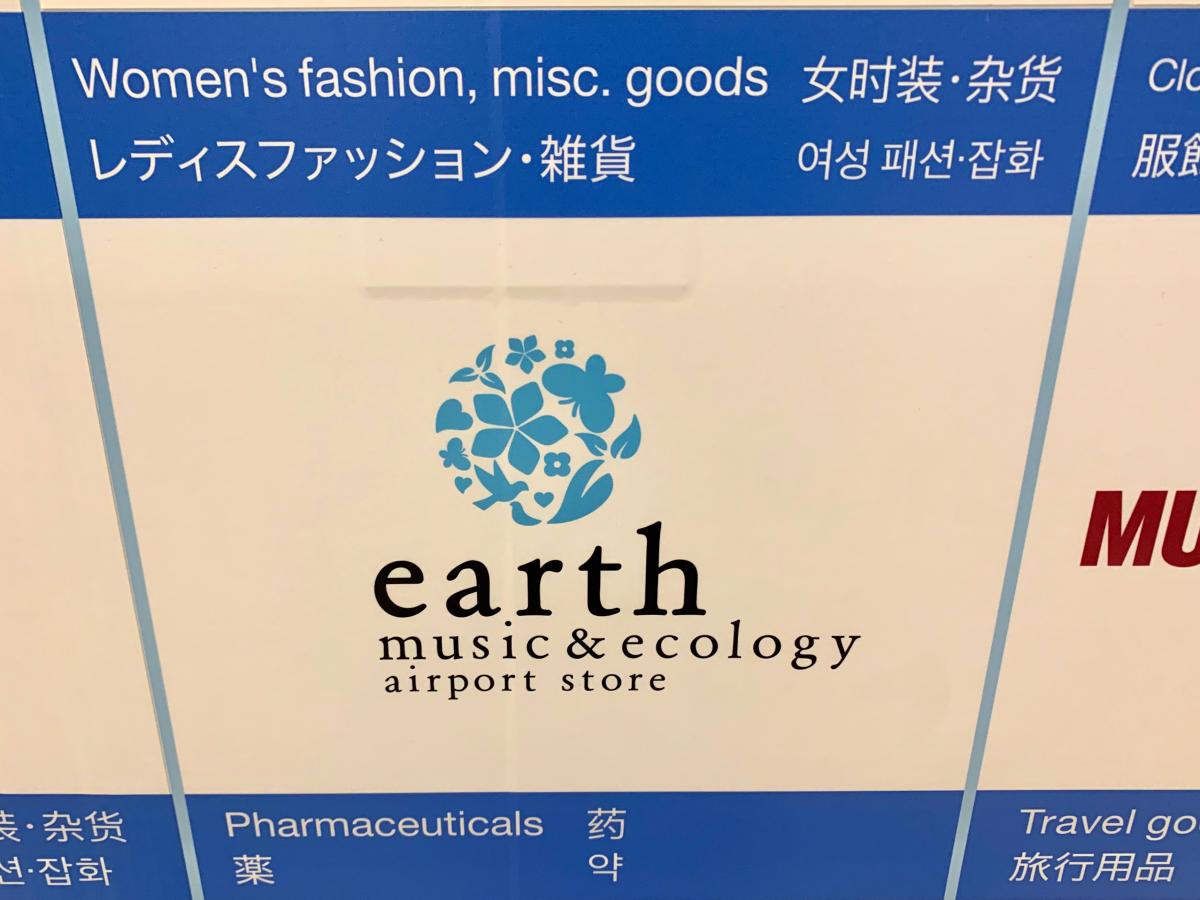 Women's fashion, misc. goods 女时装·杂货
レディスファッション・雑貨 여성 패션·잡화
Clo
服飾
earth
music & ecology
airport store
MU
装·杂货
션·잡화
Pharmaceuticals 药
薬 약
Travel go
旅行用品